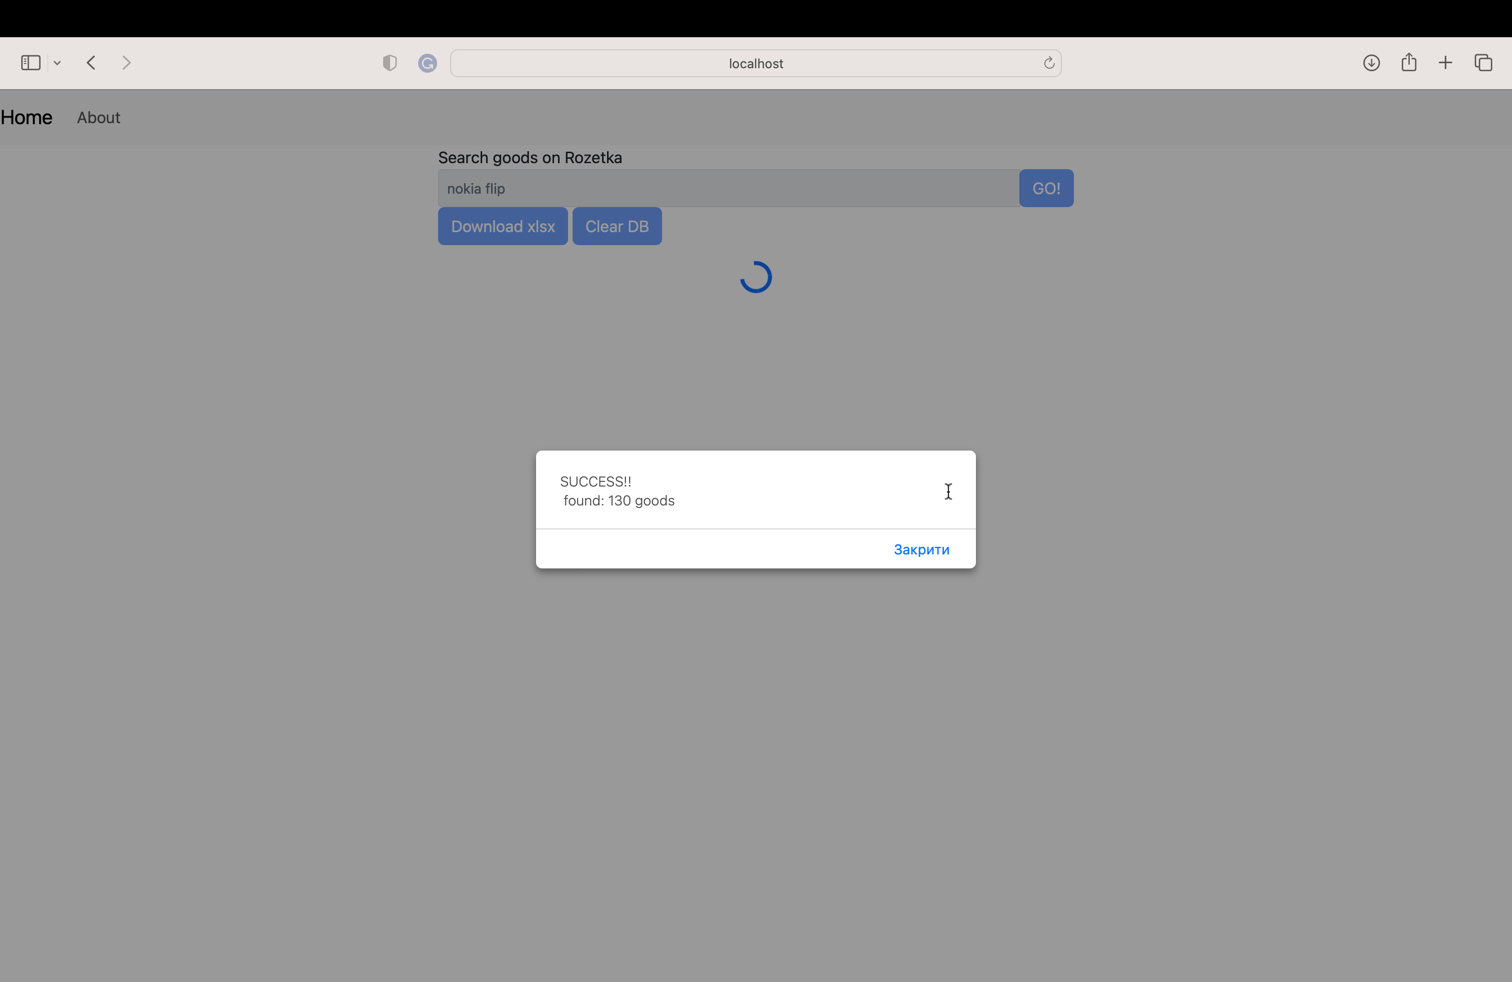 localhost
Home About
Search goods on Rozetka
nokia flip GO!
Download xlsx Clear DB
SUCCESS!!
found: 130 goods
Закрити